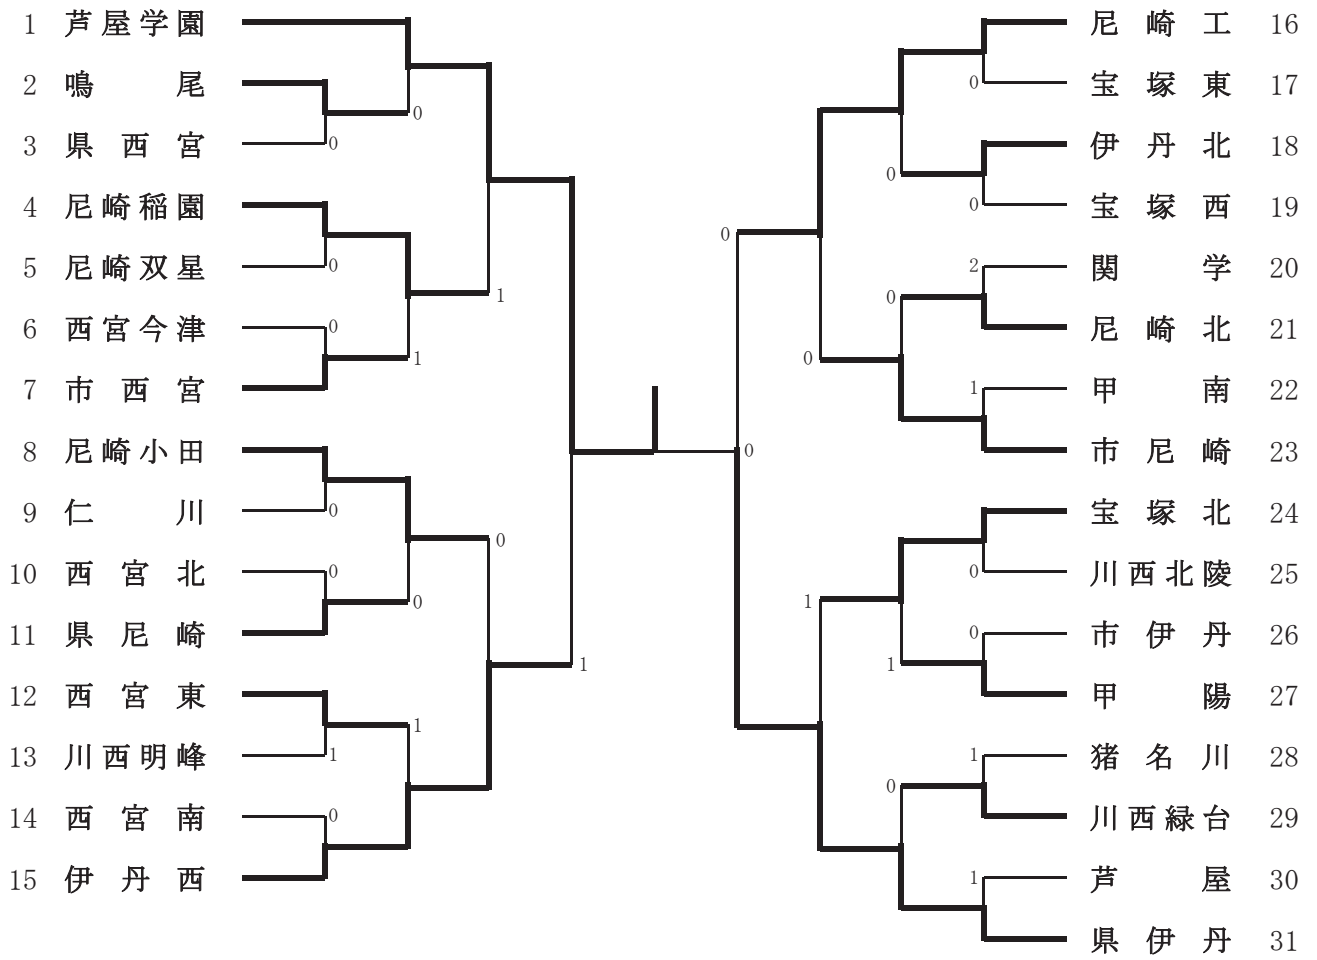 1 芦屋学園
2 鳴尾
0
3 県西宮
0
4 尼崎稲園
5 尼崎双星
0
1
6 西宮今津
0
1
7 市西宮
8 尼崎小田
9 仁川
0
0
10 西宮北
0
0
11 県尼崎
1
12 西宮東
1
13 川西明峰
1
14 西宮南
0
15 伊丹西
尼崎工 16
0
宝塚東 17
伊丹北 18
0
0
宝塚西 19
0
2
関学 20
0
尼崎北 21
0
1
甲南 22
市尼崎 23
0
宝塚北 24
0
川西北陵 25
1
0
市伊丹 26
1
甲陽 27
1
猪名川 28
0
川西緑台 29
1
芦屋 30
県伊丹 31